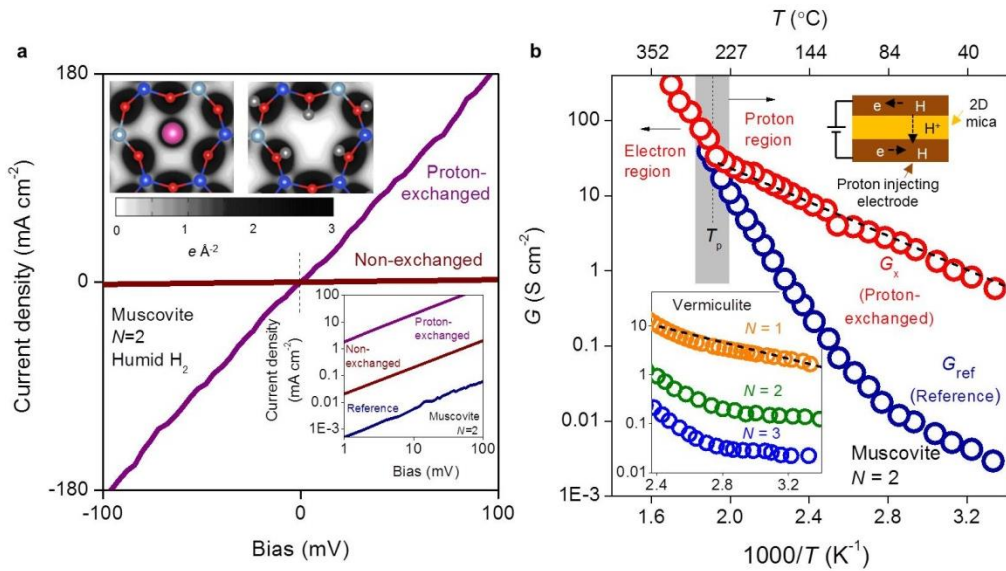 a
180
0
-180
Current density (mA cm⁻²)
-100
0
100
Bias (mV)
0
1
2
3
e Å⁻²
Proton-
exchanged
Non-exchanged
Muscovite
N=2
Humid H₂
100
10
1
0.1
0.01
1E-3
Current density
(mA cm⁻²)
Proton-
exchanged
Non-
exchanged
Reference
Muscovite
N=2
1
10
100
Bias (mV)
b
T (°C)
352
227
144
84
40
100
10
1
0.1
0.01
1E-3
G (S cm⁻²)
Electron
region
Proton
region
Tₚ
e
H
H⁺
e
H
2D
mica
Proton injecting
electrode
Gₓ
(Proton-
exchanged)
G_ref
(Reference)
Muscovite
N = 2
Vermiculite
10
1
0.1
0.01
N = 1
N = 2
N = 3
2.4
2.8
3.2
1.6
2.0
2.4
2.8
3.2
1000/T (K⁻¹)